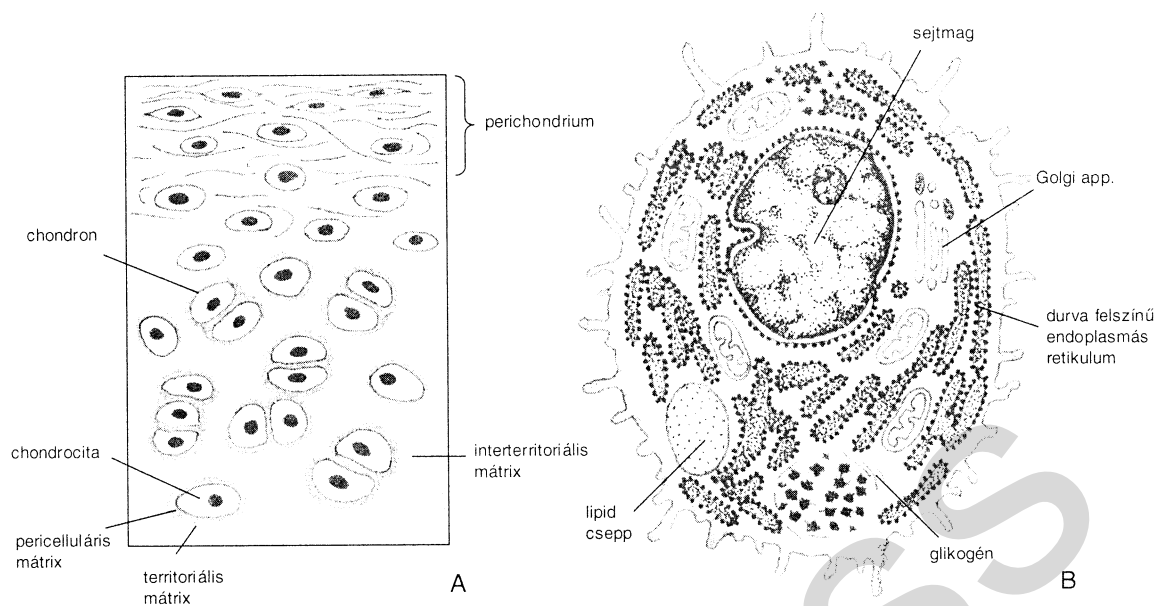 perichondrium
chondron
chondrocita
pericelluláris
mátrix
territoriális
mátrix
interterritoriális
mátrix
A
sejtmag
Golgi app.
durva felszínű
endoplasmás
retikulum
lipid
csepp
glikogén
B
SS